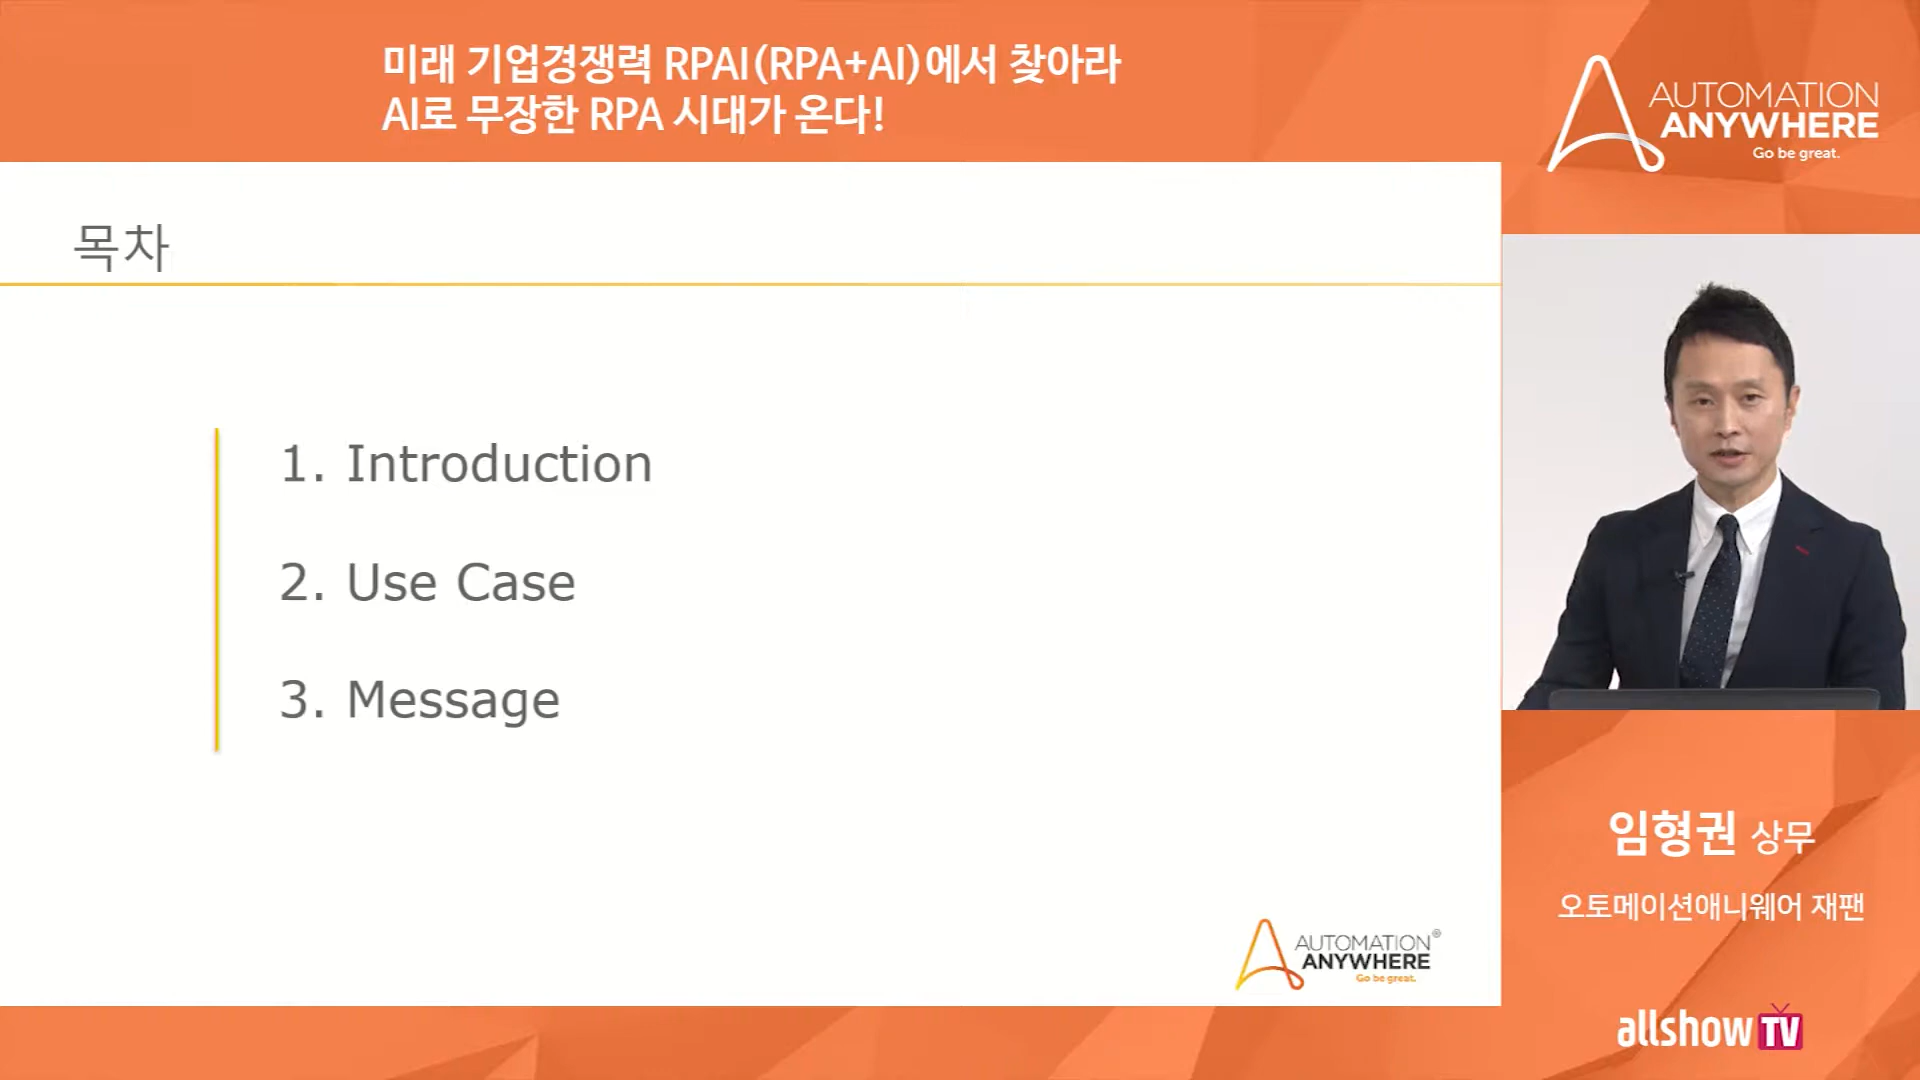 미래 기업경쟁력 RPAI(RPA+AI)에서 찾아라
AI로 무장한 RPA 시대가 온다!
AUTOMATION
ANYWHERE
Go be great.
목차
1. Introduction
2. Use Case
3. Message
AUTOMATION®
ANYWHERE
Go be great.
임형권 상무
오토메이션애니웨어 재팬
allshow TV